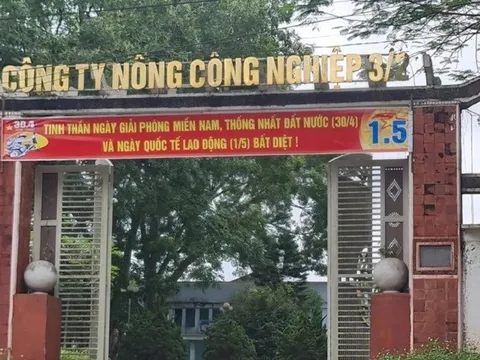 CÔNG TY NÔNG CÔNG NGHIỆP 3/2
30.4
TINH THẦN NGÀY GIẢI PHÓNG MIỀN NAM, THỐNG NHẤT ĐẤT NƯỚC (30/4)
VÀ NGÀY QUỐC TẾ LAO ĐỘNG (1/5) BẤT DIỆT !
1.5